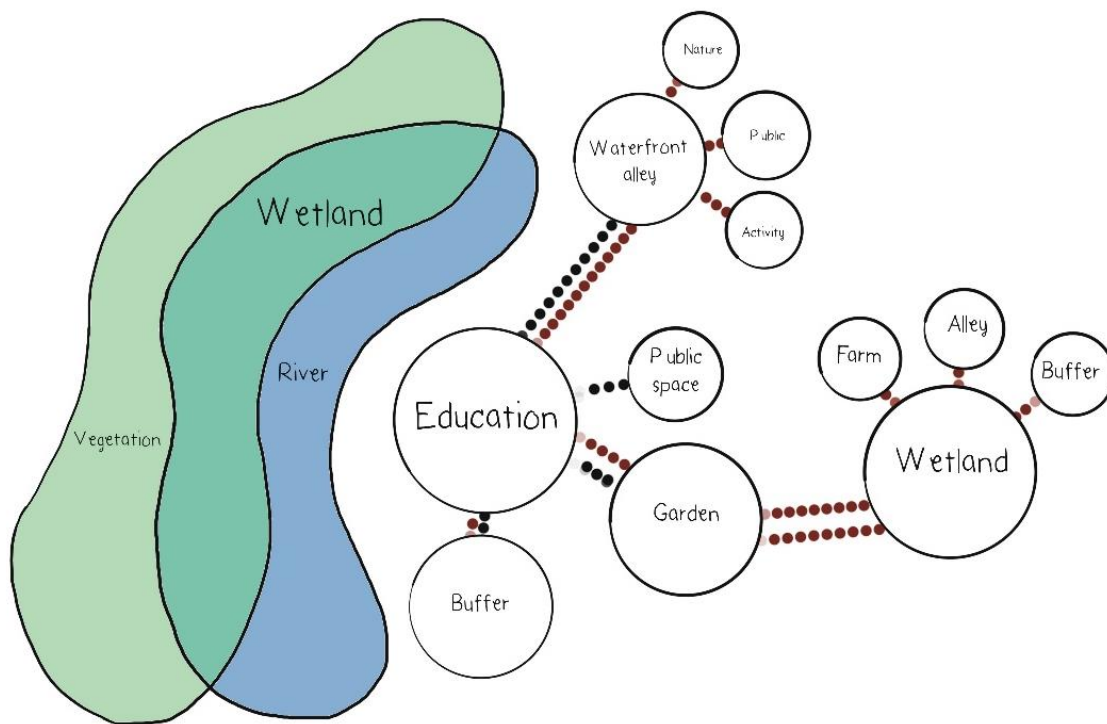 Wetland
River
Vegetation
Nature
Waterfront
alley
Public
Activity
Education
Public
space
Garden
Buffer
Farm
Alley
Buffer
Wetland